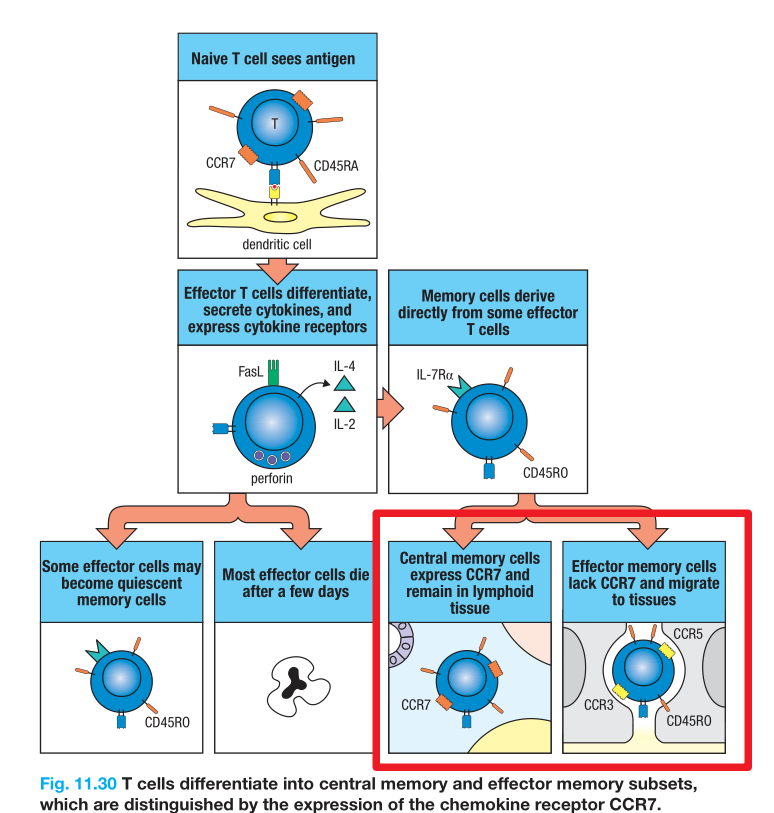 Naive T cell sees antigen
T
CCR7
CD45RA
dendritic cell
Effector T cells differentiate,
secrete cytokines, and
express cytokine receptors
FasL
IL-4
IL-2
perforin
Memory cells derive
directly from some effector
T cells
IL-7Rα
CD45RO
Some effector cells may
become quiescent
memory cells
CD45RO
Most effector cells die
after a few days
Central memory cells
express CCR7 and
remain in lymphoid
tissue
CCR7
Effector memory cells
lack CCR7 and migrate
to tissues
CCR5
CCR3
CD45RO
Fig. 11.30 T cells differentiate into central memory and effector memory subsets,
which are distinguished by the expression of the chemokine receptor CCR7.